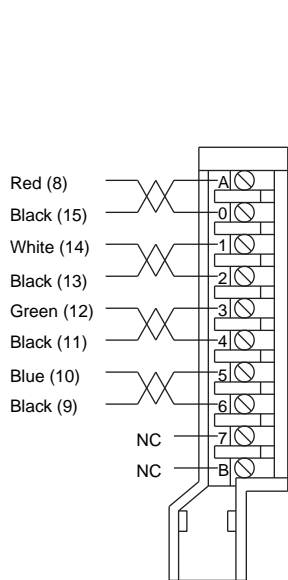 Red (8) A
Black (15) 0
White (14) 1
Black (13) 2
Green (12) 3
Black (11) 4
Blue (10) 5
Black (9) 6
NC 7
NC B